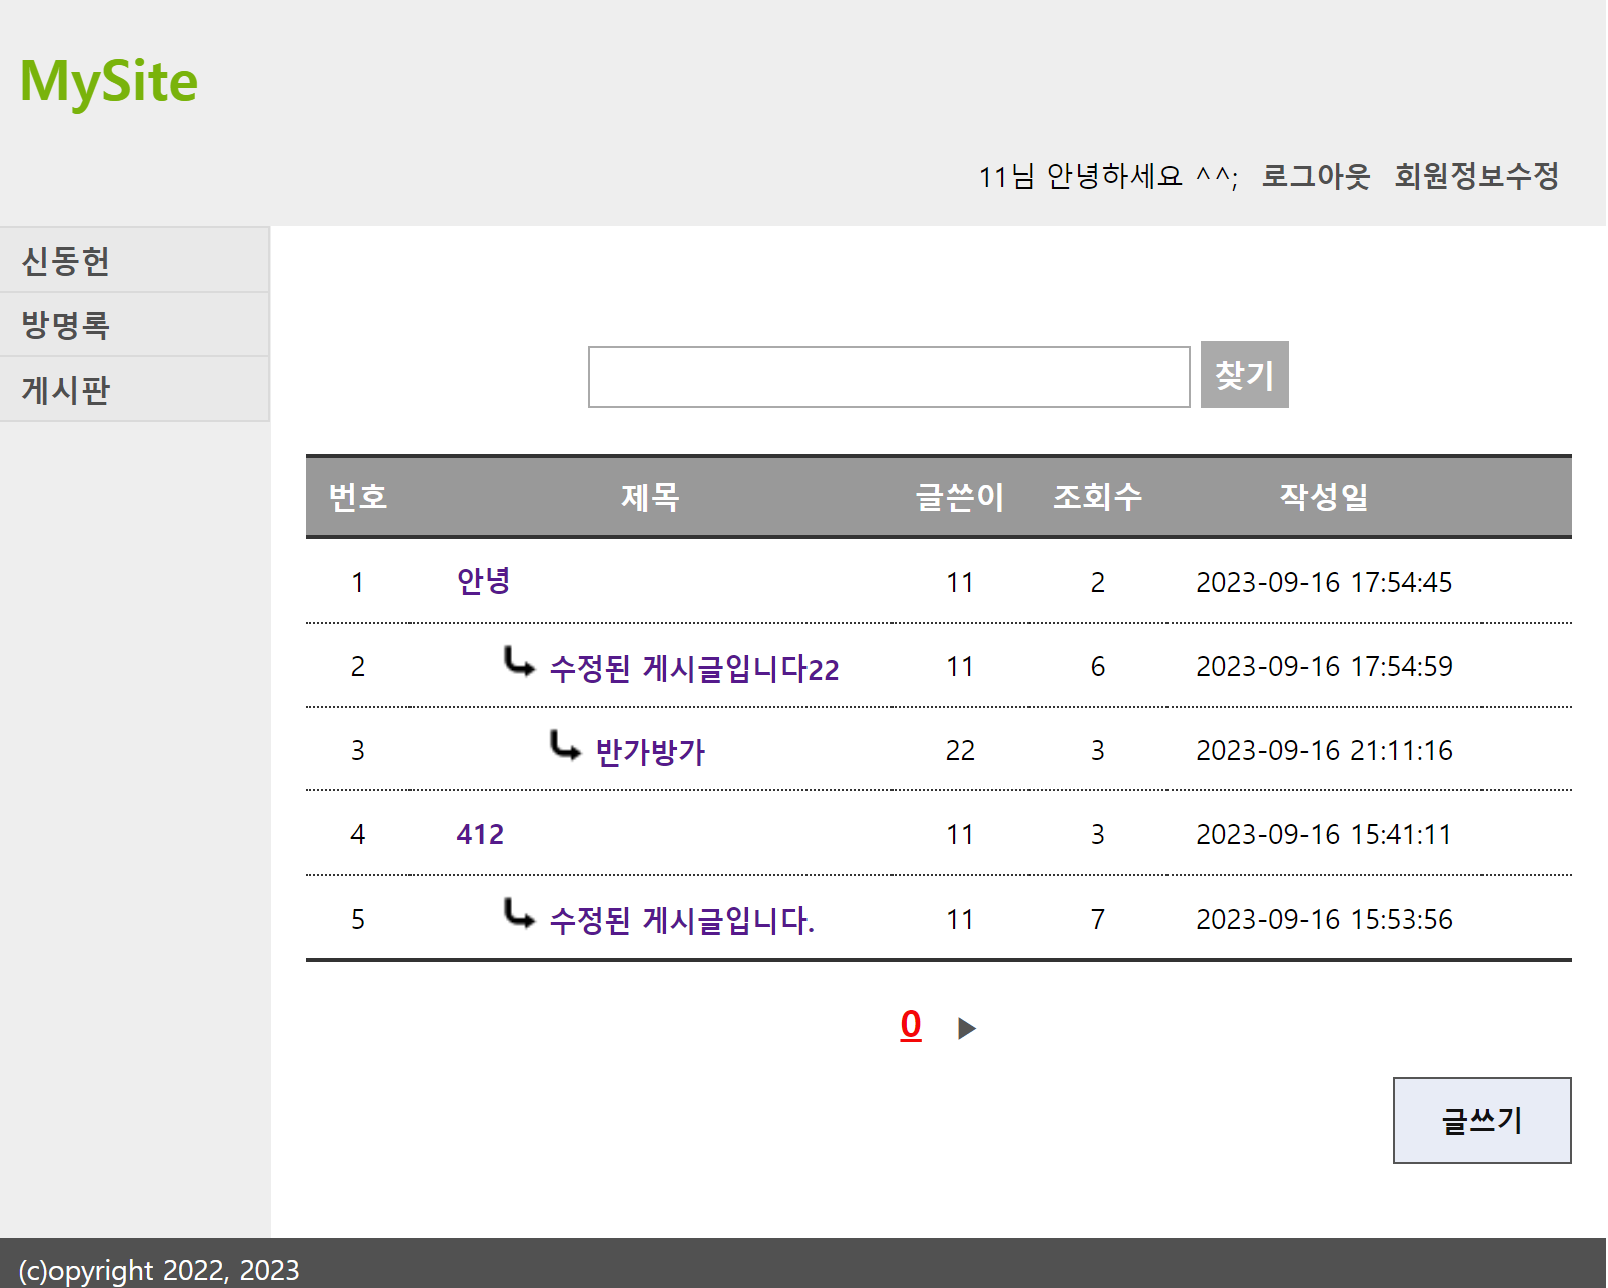 MySite
11님 안녕하세요 ^^; 로그아웃 회원정보수정
신동헌
방명록
게시판
찾기
번호 제목 글쓴이 조회수 작성일
1 안녕 11 2 2023-09-16 17:54:45
2 수정된 게시글입니다22 11 6 2023-09-16 17:54:59
3 반가방가 22 3 2023-09-16 21:11:16
4 412 11 3 2023-09-16 15:41:11
5 수정된 게시글입니다. 11 7 2023-09-16 15:53:56
0 ▶
글쓰기
(c)opyright 2022, 2023